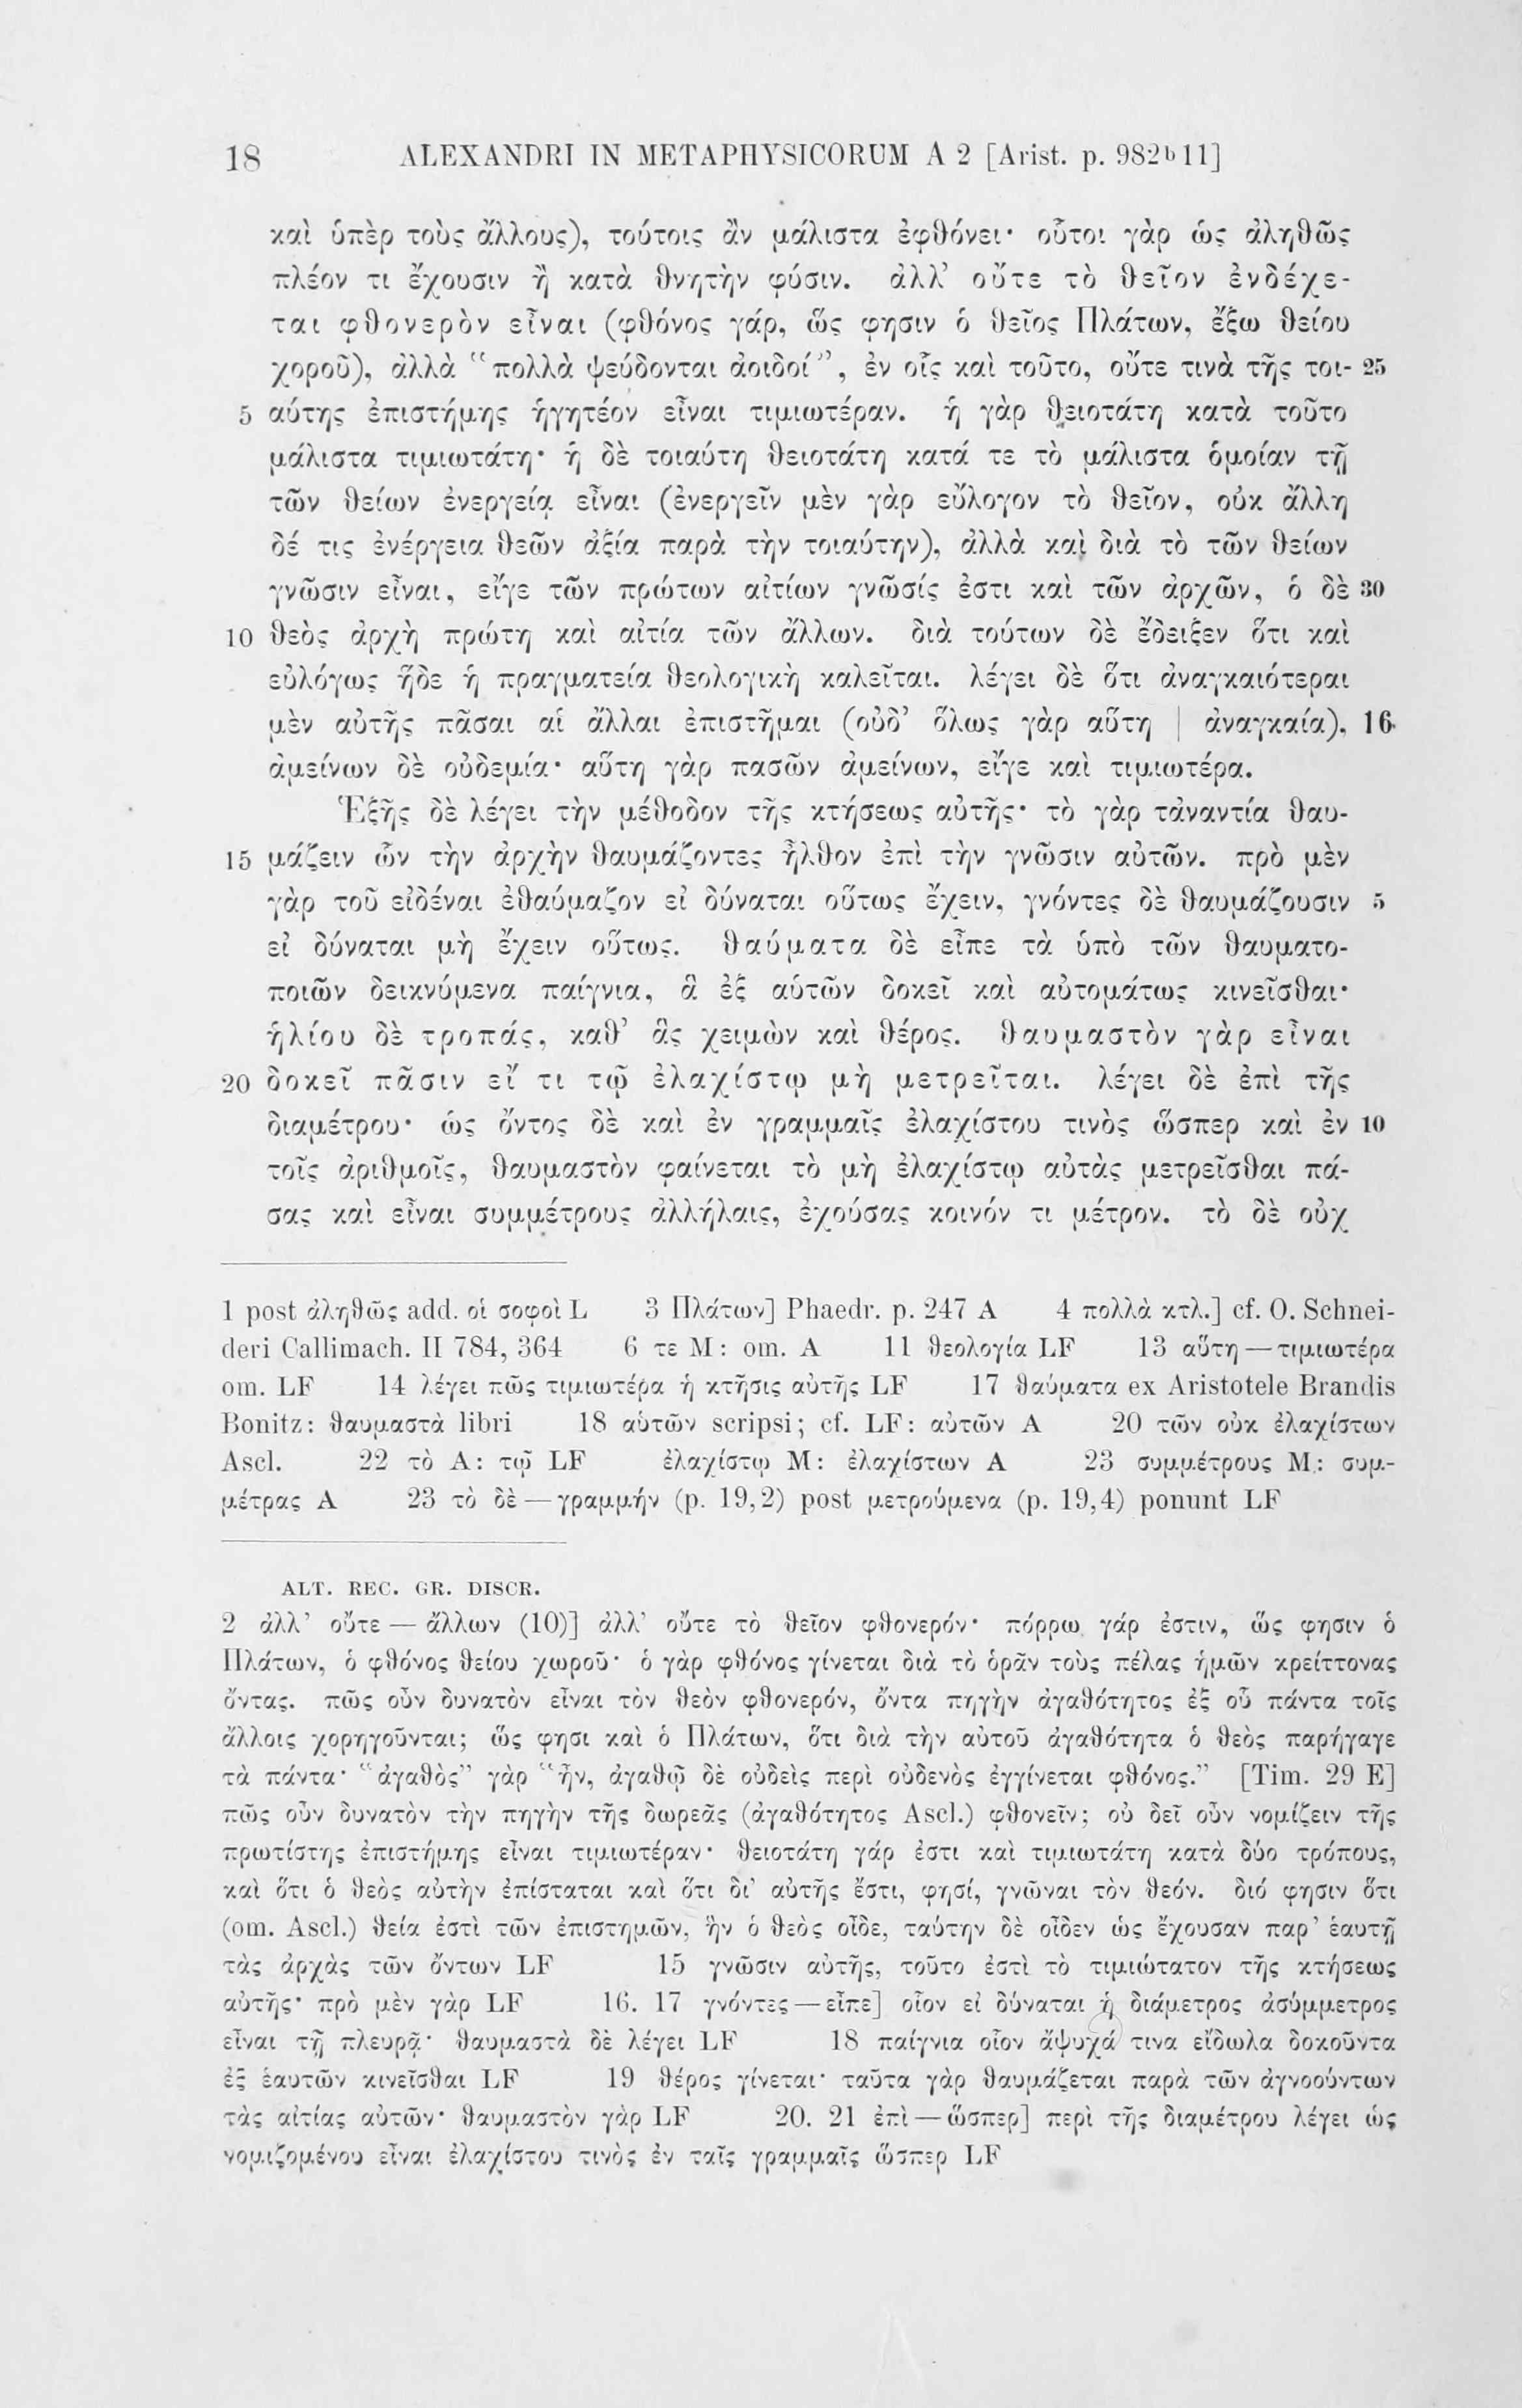 18 ALEXANDRI IN METAPHYSICORUM A 2 [Arist. p. 982ᵇ11]
καὶ ὑπὲρ τοὺς ἄλλους), τούτοις ἂν μάλιστα ἐφθόνει· οὗτοι γὰρ ὡς ἀληθῶς
πλέον τι ἔχουσιν ἢ κατὰ θνητὴν φύσιν. ἀλλ’ οὔτε τὸ θεῖον ἐνδέχε-
ται φθονερὸν εἶναι (φθόνος γάρ, ὥς φησιν ὁ θεῖος Πλάτων, ἔξω θείου
χοροῦ), ἀλλὰ “πολλὰ ψεύδονται ἀοιδοί”, ἐν οἷς καὶ τοῦτο, οὔτε τινὰ τῆς τοι- 25
5 αύτης ἐπιστήμης ἡγητέον εἶναι τιμιωτέραν. ἡ γὰρ θειοτάτη κατὰ τοῦτο
μάλιστα τιμιωτάτη· ἡ δὲ τοιαύτη θειοτάτη κατά τε τὸ μάλιστα ὁμοίαν τῇ
τῶν θείων ἐνεργείᾳ εἶναι (ἐνεργεῖν μὲν γὰρ εὔλογον τὸ θεῖον, οὐκ ἄλλη
δέ τις ἐνέργεια θεῶν ἀξία παρὰ τὴν τοιαύτην), ἀλλὰ καὶ διὰ τὸ τῶν θείων
γνῶσιν εἶναι, εἴγε τῶν πρώτων αἰτίων γνῶσίς ἐστι καὶ τῶν ἀρχῶν, ὁ δὲ 30
10 θεὸς ἀρχὴ πρώτη καὶ αἰτία τῶν ἄλλων. διὰ τούτων δὲ ἔδειξεν ὅτι καὶ
εὐλόγως ἥδε ἡ πραγματεία θεολογικὴ καλεῖται. λέγει δὲ ὅτι ἀναγκαιότεραι
μὲν αὐτῆς πᾶσαι αἱ ἄλλαι ἐπιστῆμαι (οὐδ’ ὅλως γὰρ αὕτη | ἀναγκαία), 16
ἀμείνων δὲ οὐδεμία· αὕτη γὰρ πασῶν ἀμείνων, εἴγε καὶ τιμιωτέρα.
Ἑξῆς δὲ λέγει τὴν μέθοδον τῆς κτήσεως αὐτῆς· τὸ γὰρ τἀναντία θαυ-
15 μάζειν ὧν τὴν ἀρχὴν θαυμάζοντες ἦλθον ἐπὶ τὴν γνῶσιν αὐτῶν. πρὸ μὲν
γὰρ τοῦ εἰδέναι ἐθαύμαζον εἰ δύναται οὕτως ἔχειν, γνόντες δὲ θαυμάζουσιν 5
εἰ δύναται μὴ ἔχειν οὕτως. θαύματα δὲ εἶπε τὰ ὑπὸ τῶν θαυματο-
ποιῶν δεικνύμενα παίγνια, ἃ ἐξ αὑτῶν δοκεῖ καὶ αὐτομάτως κινεῖσθαι·
ἡλίου δὲ τροπάς, καθ’ ἃς χειμὼν καὶ θέρος. θαυμαστὸν γὰρ εἶναι
20 δοκεῖ πᾶσιν εἴ τι τῷ ἐλαχίστῳ μὴ μετρεῖται. λέγει δὲ ἐπὶ τῆς
διαμέτρου· ὡς ὄντος δὲ καὶ ἐν γραμμαῖς ἐλαχίστου τινὸς ὥσπερ καὶ ἐν 10
τοῖς ἀριθμοῖς, θαυμαστὸν φαίνεται τὸ μὴ ἐλαχίστῳ αὐτὰς μετρεῖσθαι πά-
σας καὶ εἶναι συμμέτρους ἀλλήλαις, ἐχούσας κοινόν τι μέτρον. τὸ δὲ οὐχ
1 post ἀληθῶς add. οἱ σοφοὶ L 3 Πλάτων] Phaedr. p. 247 A 4 πολλὰ κτλ.] cf. O. Schnei-
deri Callimach. II 784, 364 6 τε M: om. A 11 θεολογία LF 13 αὕτη — τιμιωτέρα
om. LF 14 λέγει πῶς τιμιωτέρα ἡ κτῆσις αὐτῆς LF 17 θαύματα ex Aristotele Brandis
Bonitz: θαυμαστὰ libri 18 αὑτῶν scripsi; cf. LF: αὐτῶν A 20 τῶν οὐκ ἐλαχίστων
Ascl. 22 τὸ A: τῷ LF ἐλαχίστῳ M: ἐλαχίστων A 23 συμμέτρους M: συμ-
μέτρας A 23 τὸ δὲ — γραμμήν (p. 19,2) post μετρούμενα (p. 19,4) ponunt LF
ALT. REC. GR. DISCR.
2 ἀλλ’ οὔτε — ἄλλων (10)] ἀλλ’ οὔτε τὸ θεῖον φθονερόν· πόρρω γάρ ἐστιν, ὥς φησιν ὁ
Πλάτων, ὁ φθόνος θείου χωροῦ· ὁ γὰρ φθόνος γίνεται διὰ τὸ ὁρᾶν τοὺς πέλας ἡμῶν κρείττονας
ὄντας. πῶς οὖν δυνατὸν εἶναι τὸν θεὸν φθονερόν, ὄντα πηγὴν ἀγαθότητος ἐξ οὗ πάντα τοῖς
ἄλλοις χορηγοῦνται; ὥς φησι καὶ ὁ Πλάτων, ὅτι διὰ τὴν αὐτοῦ ἀγαθότητα ὁ θεὸς παρήγαγε
τὰ πάντα· “ἀγαθὸς” γὰρ “ἦν, ἀγαθῷ δὲ οὐδεὶς περὶ οὐδενὸς ἐγγίνεται φθόνος.” [Tim. 29 E]
πῶς οὖν δυνατὸν τὴν πηγὴν τῆς δωρεᾶς (ἀγαθότητος Ascl.) φθονεῖν; οὐ δεῖ οὖν νομίζειν τῆς
πρωτίστης ἐπιστήμης εἶναι τιμιωτέραν· θειοτάτη γάρ ἐστι καὶ τιμιωτάτη κατὰ δύο τρόπους,
καὶ ὅτι ὁ θεὸς αὐτὴν ἐπίσταται καὶ ὅτι δι’ αὐτῆς ἔστι, φησί, γνῶναι τὸν θεόν. διό φησιν ὅτι
(om. Ascl.) θεία ἐστὶ τῶν ἐπιστημῶν, ἣν ὁ θεὸς οἶδε, ταύτην δὲ οἶδεν ὡς ἔχουσαν παρ’ ἑαυτῇ
τὰς ἀρχὰς τῶν ὄντων LF 15 γνῶσιν αὐτῆς, τοῦτο ἐστὶ τὸ τιμιώτατον τῆς κτήσεως
αὐτῆς· πρὸ μὲν γὰρ LF 16. 17 γνόντες — εἶπε] οἷον εἰ δύναται ἡ διάμετρος ἀσύμμετρος
εἶναι τῇ πλευρᾷ· θαυμαστὰ δὲ λέγει LF 18 παίγνια οἷον ἄψυχά τινα εἴδωλα δοκοῦντα
ἐξ ἑαυτῶν κινεῖσθαι LF 19 θέρος γίνεται· ταῦτα γὰρ θαυμάζεται παρὰ τῶν ἀγνοούντων
τὰς αἰτίας αὐτῶν· θαυμαστὸν γὰρ LF 20. 21 ἐπὶ — ὥσπερ] περὶ τῆς διαμέτρου λέγει ὡς
νομιζομένου εἶναι ἐλαχίστου τινὸς ἐν ταῖς γραμμαῖς ὥσπερ LF